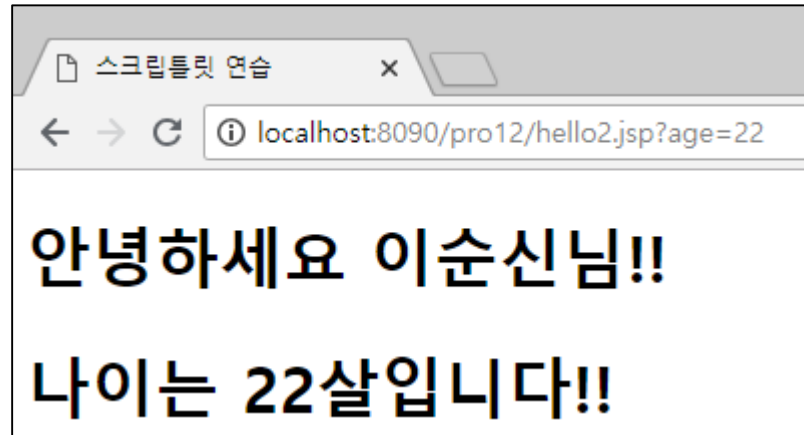 스크립틀릿 연습
localhost:8090/pro12/hello2.jsp?age=22
안녕하세요 이순신님!!
나이는 22살입니다!!